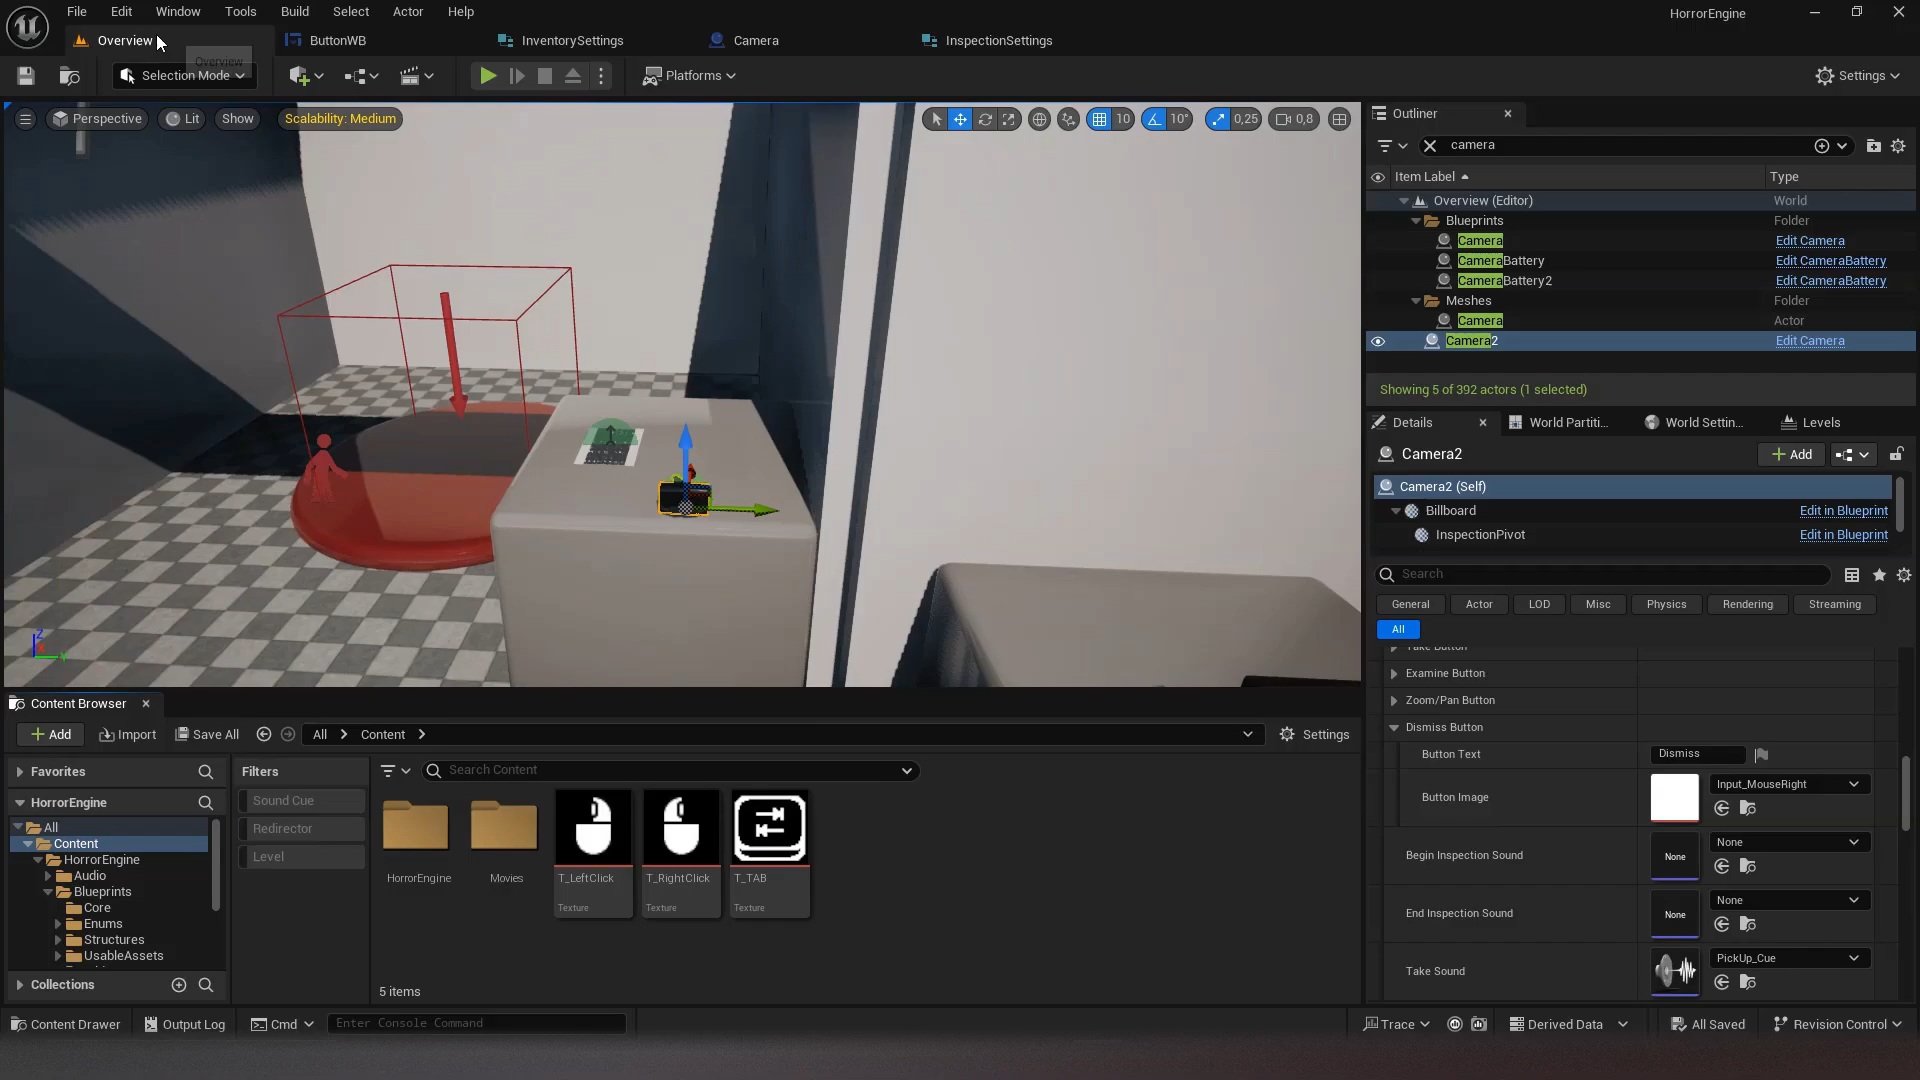 File Edit Window Tools Build Select Actor Help
HorrorEngine
Overview
ButtonWB
InventorySettings
Camera
InspectionSettings
Overview
Selection Mode
Platforms
Settings
Perspective
Lit
Show
Scalability: Medium
10
10°
0,25
0,8
Outliner
camera
Item Label
Type
Overview (Editor)
World
Blueprints
Folder
Camera
Edit Camera
CameraBattery
Edit CameraBattery
CameraBattery2
Edit CameraBattery
Meshes
Folder
Camera
Actor
Camera2
Edit Camera
Showing 5 of 392 actors (1 selected)
Details
World Partiti...
World Settin...
Levels
Camera2
Add
Camera2 (Self)
Billboard
Edit in Blueprint
InspectionPivot
Edit in Blueprint
Search
General
Actor
LOD
Misc
Physics
Rendering
Streaming
All
Take Button
Examine Button
Zoom/Pan Button
Dismiss Button
Button Text
Dismiss
Button Image
Input_MouseRight
Begin Inspection Sound
None
None
End Inspection Sound
None
None
Take Sound
PickUp_Cue
Z
Y
Content Browser
Add
Import
Save All
All
Content
Settings
Favorites
Filters
Search Content
HorrorEngine
All
Content
HorrorEngine
Audio
Blueprints
Core
Enums
Structures
UsableAssets
Collections
Sound Cue
Redirector
Level
HorrorEngine
Movies
T_LeftClick
Texture
T_RightClick
Texture
T_TAB
Texture
5 items
Content Drawer
Output Log
Cmd
Enter Console Command
Trace
Derived Data
All Saved
Revision Control